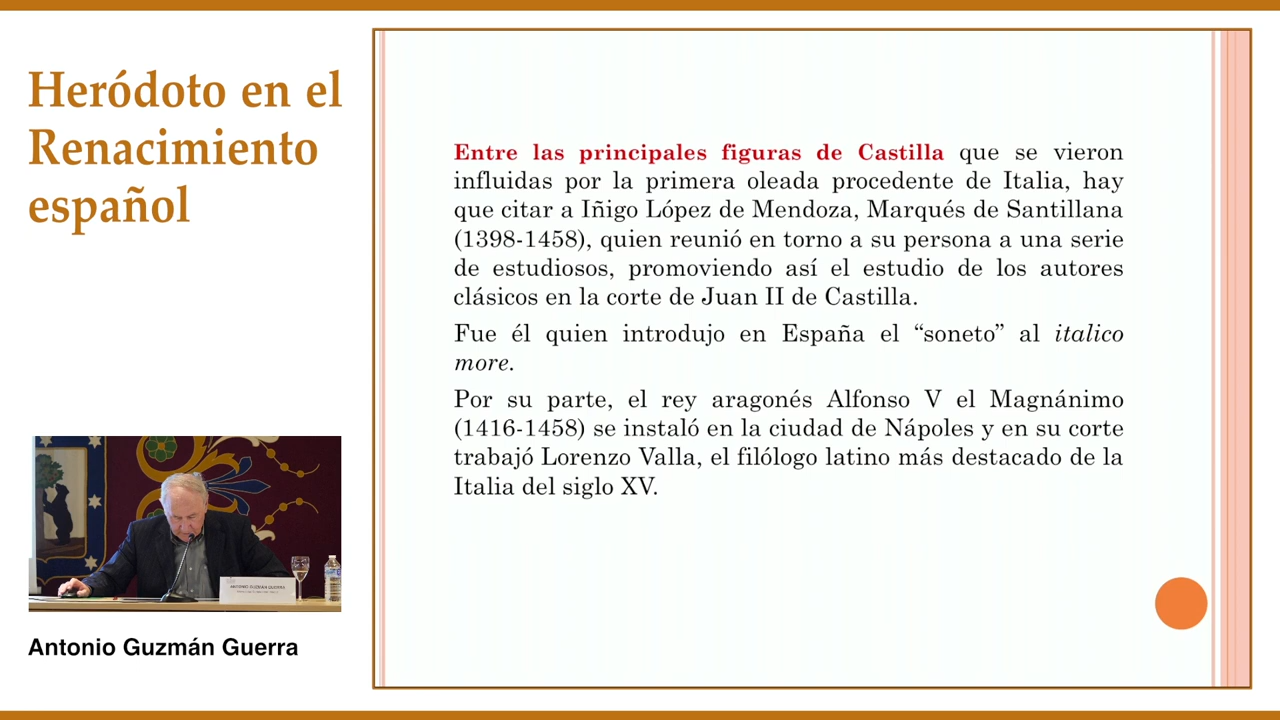 Heródoto en el
Renacimiento
español
Entre las principales figuras de Castilla que se vieron
influidas por la primera oleada procedente de Italia, hay
que citar a Iñigo López de Mendoza, Marqués de Santillana
(1398-1458), quien reunió en torno a su persona a una serie
de estudiosos, promoviendo así el estudio de los autores
clásicos en la corte de Juan II de Castilla.
Fue él quien introdujo en España el “soneto” al italico
more.
Por su parte, el rey aragonés Alfonso V el Magnánimo
(1416-1458) se instaló en la ciudad de Nápoles y en su corte
trabajó Lorenzo Valla, el filólogo latino más destacado de la
Italia del siglo XV.
ANTONIO GUZMÁN GUERRA
Antonio Guzmán Guerra